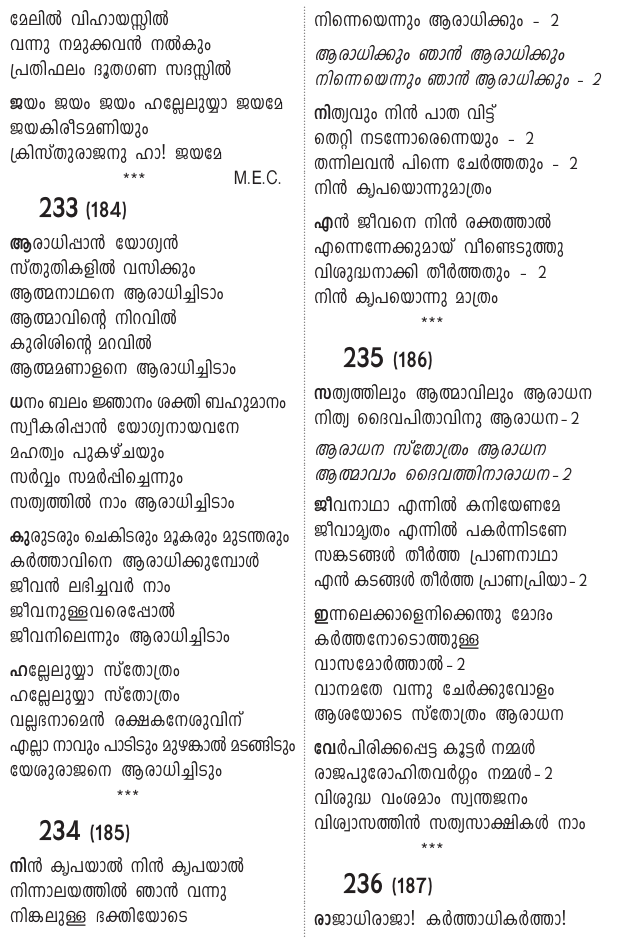 മേലിൽ വിഹായസ്സിൽ
വന്നു നമുക്കവൻ നൽകും
പ്രതിഫലം ദൂതഗണ സദസ്സിൽ
ജയം ജയം ജയം ഹല്ലേലുയ്യാ ജയമേ
ജയകിരീടമണിയും
ക്രിസ്തുരാജനു ഹാ! ജയമേ
*** M.E.C.
233 (184)
ആരാധിപ്പാൻ യോഗ്യൻ
സ്തുതികളിൽ വസിക്കും
ആത്മനാഥനെ ആരാധിച്ചിടാം
ആത്മാവിന്റെ നിറവിൽ
കുരിശിന്റെ മറവിൽ
ആത്മമണാളനെ ആരാധിച്ചിടാം
ധനം ബലം ജ്ഞാനം ശക്തി ബഹുമാനം
സ്വീകരിപ്പാൻ യോഗ്യനായവനേ
മഹത്വം പുകഴ്ചയും
സർവ്വം സമർപ്പിച്ചെന്നും
സത്യത്തിൽ നാം ആരാധിച്ചിടാം
കുരുടരും ചെകിടരും മൂകരും മുടന്തരും
കർത്താവിനെ ആരാധിക്കുമ്പോൾ
ജീവൻ ലഭിച്ചവർ നാം
ജീവനുള്ളവരെപ്പോൽ
ജീവനിലെന്നും ആരാധിച്ചിടാം
ഹല്ലേലുയ്യാ സ്തോത്രം
ഹല്ലേലുയ്യാ സ്തോത്രം
വല്ലഭനാമെൻ രക്ഷകനേശുവിന്
എല്ലാ നാവും പാടിടും മുഴങ്കാൽ മടങ്ങിടും
യേശുരാജനെ ആരാധിച്ചിടും
***
234 (185)
നിൻ കൃപയാൽ നിൻ കൃപയാൽ
നിന്നാലയത്തിൽ ഞാൻ വന്നു
നിങ്കലുള്ള ഭക്തിയോടെ
നിന്നെയെന്നും ആരാധിക്കും - 2
ആരാധിക്കും ഞാൻ ആരാധിക്കും
നിന്നെയെന്നും ഞാൻ ആരാധിക്കും - 2
നിത്യവും നിൻ പാത വിട്ട്
തെറ്റി നടന്നോരെന്നെയും - 2
തന്നിലവൻ പിന്നെ ചേർത്തതും - 2
നിൻ കൃപയൊന്നുമാത്രം
എൻ ജീവനെ നിൻ രക്തത്താൽ
എന്നെന്നേക്കുമായ് വീണ്ടെടുത്തു
വിശുദ്ധനാക്കി തീർത്തതും - 2
നിൻ കൃപയൊന്നു മാത്രം
***
235 (186)
സത്യത്തിലും ആത്മാവിലും ആരാധന
നിത്യ ദൈവപിതാവിനു ആരാധന-2
ആരാധന സ്തോത്രം ആരാധന
ആത്മാവാം ദൈവത്തിനാരാധന-2
ജീവനാഥാ എന്നിൽ കനിയേണമേ
ജീവാമൃതം എന്നിൽ പകർന്നിടണേ
സങ്കടങ്ങൾ തീർത്ത പ്രാണനാഥാ
എൻ കടങ്ങൾ തീർത്ത പ്രാണപ്രിയാ-2
ഇന്നലെക്കാളെനിക്കെന്തു മോദം
കർത്തനോടൊത്തുള്ള
വാസമോർത്താൽ-2
വാനമതേ വന്നു ചേർക്കുവോളം
ആശയോടെ സ്തോത്രം ആരാധന
വേർപിരിക്കപ്പെട്ട കൂട്ടർ നമ്മൾ
രാജപുരോഹിതവർഗ്ഗം നമ്മൾ-2
വിശുദ്ധ വംശമാം സ്വന്തജനം
വിശ്വാസത്തിൻ സത്യസാക്ഷികൾ നാം
***
236 (187)
രാജാധിരാജാ! കർത്താധികർത്താ!